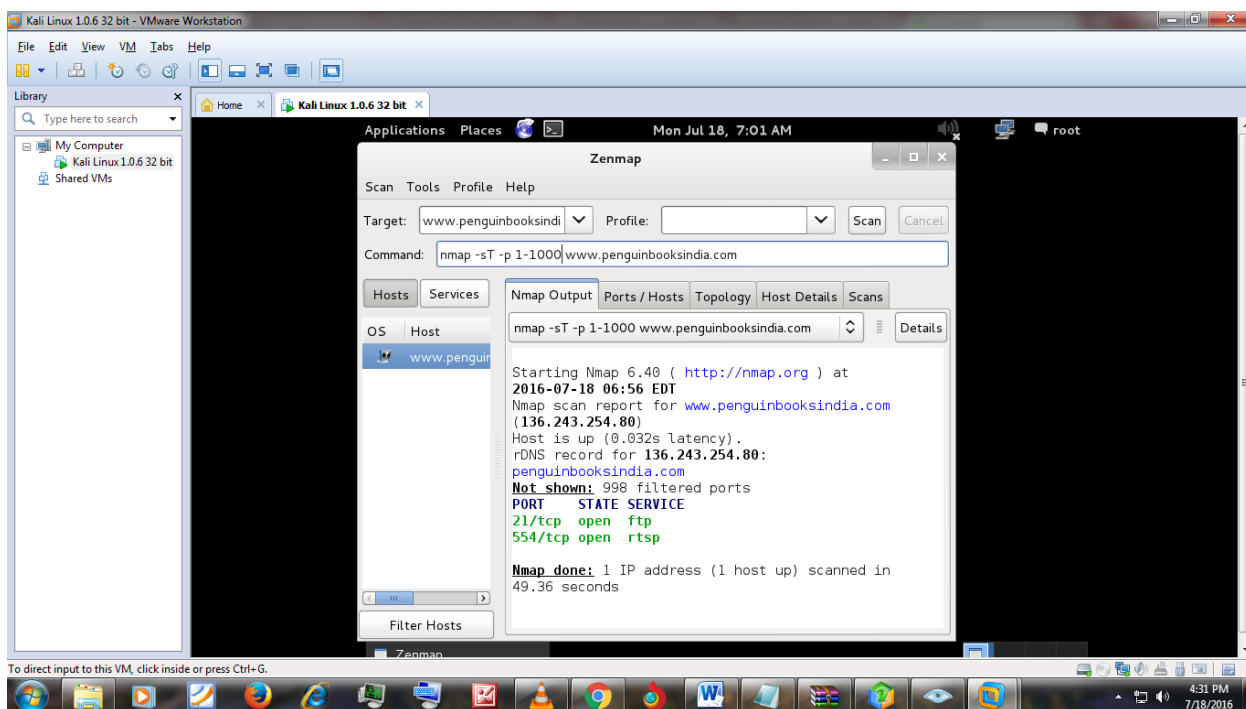 Kali Linux 1.0.6 32 bit - VMware Workstation
File Edit View VM Tabs Help
Library
Type here to search
My Computer
Kali Linux 1.0.6 32 bit
Shared VMs
Home
Kali Linux 1.0.6 32 bit
Applications Places
Mon Jul 18, 7:01 AM
root
Zenmap
Scan Tools Profile Help
Target: www.penguinbooksindi
Profile:
Scan
Cancel
Command: nmap -sT -p 1-1000 www.penguinbooksindia.com
Hosts Services
Nmap Output Ports / Hosts Topology Host Details Scans
OS Host
www.penguin
nmap -sT -p 1-1000 www.penguinbooksindia.com
Details
Starting Nmap 6.40 ( http://nmap.org ) at
2016-07-18 06:56 EDT
Nmap scan report for www.penguinbooksindia.com
(136.243.254.80)
Host is up (0.032s latency).
rDNS record for 136.243.254.80:
penguinbooksindia.com
Not shown: 998 filtered ports
PORT STATE SERVICE
21/tcp open ftp
554/tcp open rtsp
Nmap done: 1 IP address (1 host up) scanned in
49.36 seconds
Filter Hosts
Zenmap
To direct input to this VM, click inside or press Ctrl+G.
4:31 PM
7/18/2016